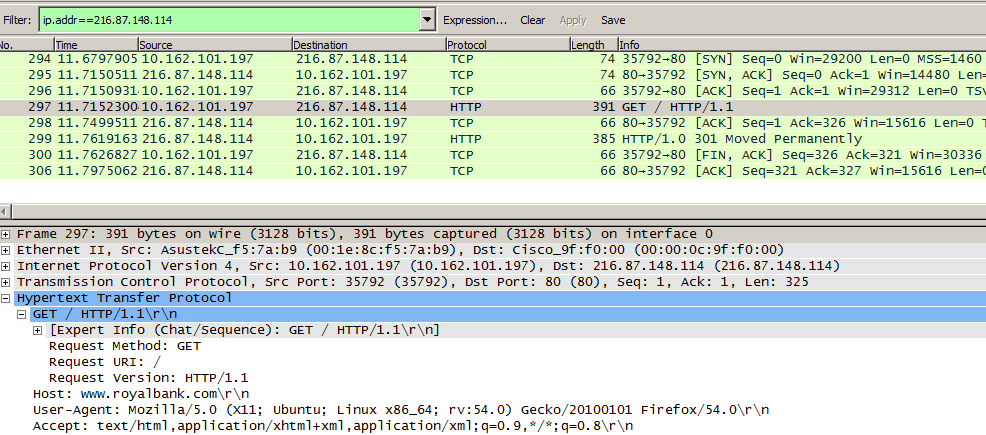 Filter: ip.addr==216.87.148.114 Expression... Clear Apply Save
No. Time Source Destination Protocol Length Info
294 11.6797905 10.162.101.197 216.87.148.114 TCP 74 35792→80 [SYN] Seq=0 Win=29200 Len=0 MSS=1460
295 11.7150511 216.87.148.114 10.162.101.197 TCP 74 80→35792 [SYN, ACK] Seq=0 Ack=1 Win=14480 Len=
296 11.7150931 10.162.101.197 216.87.148.114 TCP 66 35792→80 [ACK] Seq=1 Ack=1 Win=29312 Len=0 TSv
297 11.7152300 10.162.101.197 216.87.148.114 HTTP 391 GET / HTTP/1.1
298 11.7499511 216.87.148.114 10.162.101.197 TCP 66 80→35792 [ACK] Seq=1 Ack=326 Win=15616 Len=0 T
299 11.7619163 216.87.148.114 10.162.101.197 HTTP 385 HTTP/1.0 301 Moved Permanently
300 11.7626827 10.162.101.197 216.87.148.114 TCP 66 35792→80 [FIN, ACK] Seq=326 Ack=321 Win=30336
306 11.7975062 216.87.148.114 10.162.101.197 TCP 66 80→35792 [ACK] Seq=321 Ack=327 Win=15616 Len=
Frame 297: 391 bytes on wire (3128 bits), 391 bytes captured (3128 bits) on interface 0
Ethernet II, Src: AsustekC_f5:7a:b9 (00:1e:8c:f5:7a:b9), Dst: Cisco_9f:f0:00 (00:00:0c:9f:f0:00)
Internet Protocol Version 4, Src: 10.162.101.197 (10.162.101.197), Dst: 216.87.148.114 (216.87.148.114)
Transmission Control Protocol, Src Port: 35792 (35792), Dst Port: 80 (80), Seq: 1, Ack: 1, Len: 325
Hypertext Transfer Protocol
GET / HTTP/1.1\r\n
[Expert Info (Chat/Sequence): GET / HTTP/1.1\r\n]
Request Method: GET
Request URI: /
Request Version: HTTP/1.1
Host: www.royalbank.com\r\n
User-Agent: Mozilla/5.0 (X11; Ubuntu; Linux x86_64; rv:54.0) Gecko/20100101 Firefox/54.0\r\n
Accept: text/html,application/xhtml+xml,application/xml;q=0.9,*/*;q=0.8\r\n